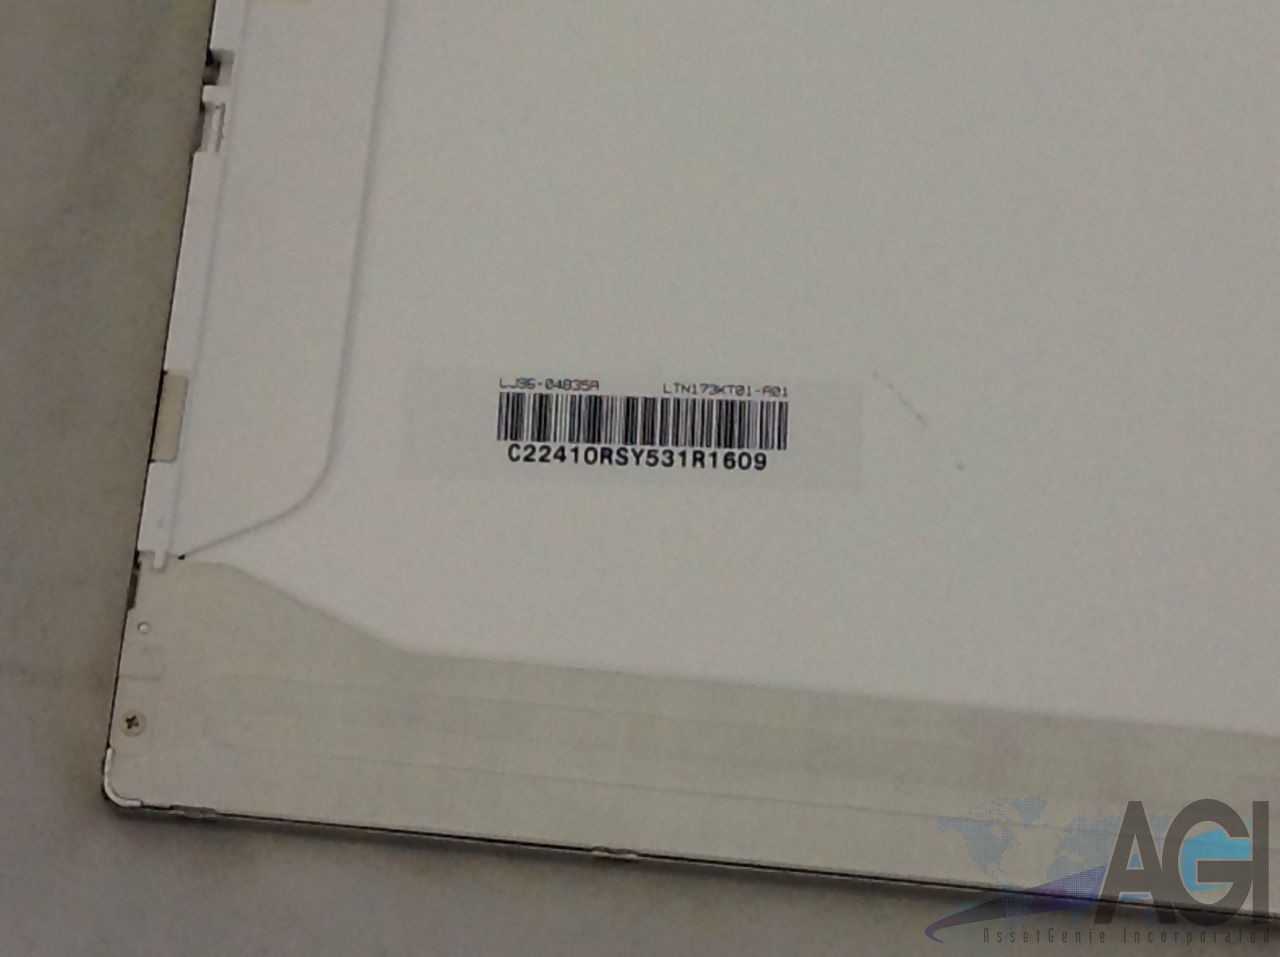 LJ96-04835A LTN173KT01-A01
C22410RSY531R1609
AGI
AssetGenie Incorporated